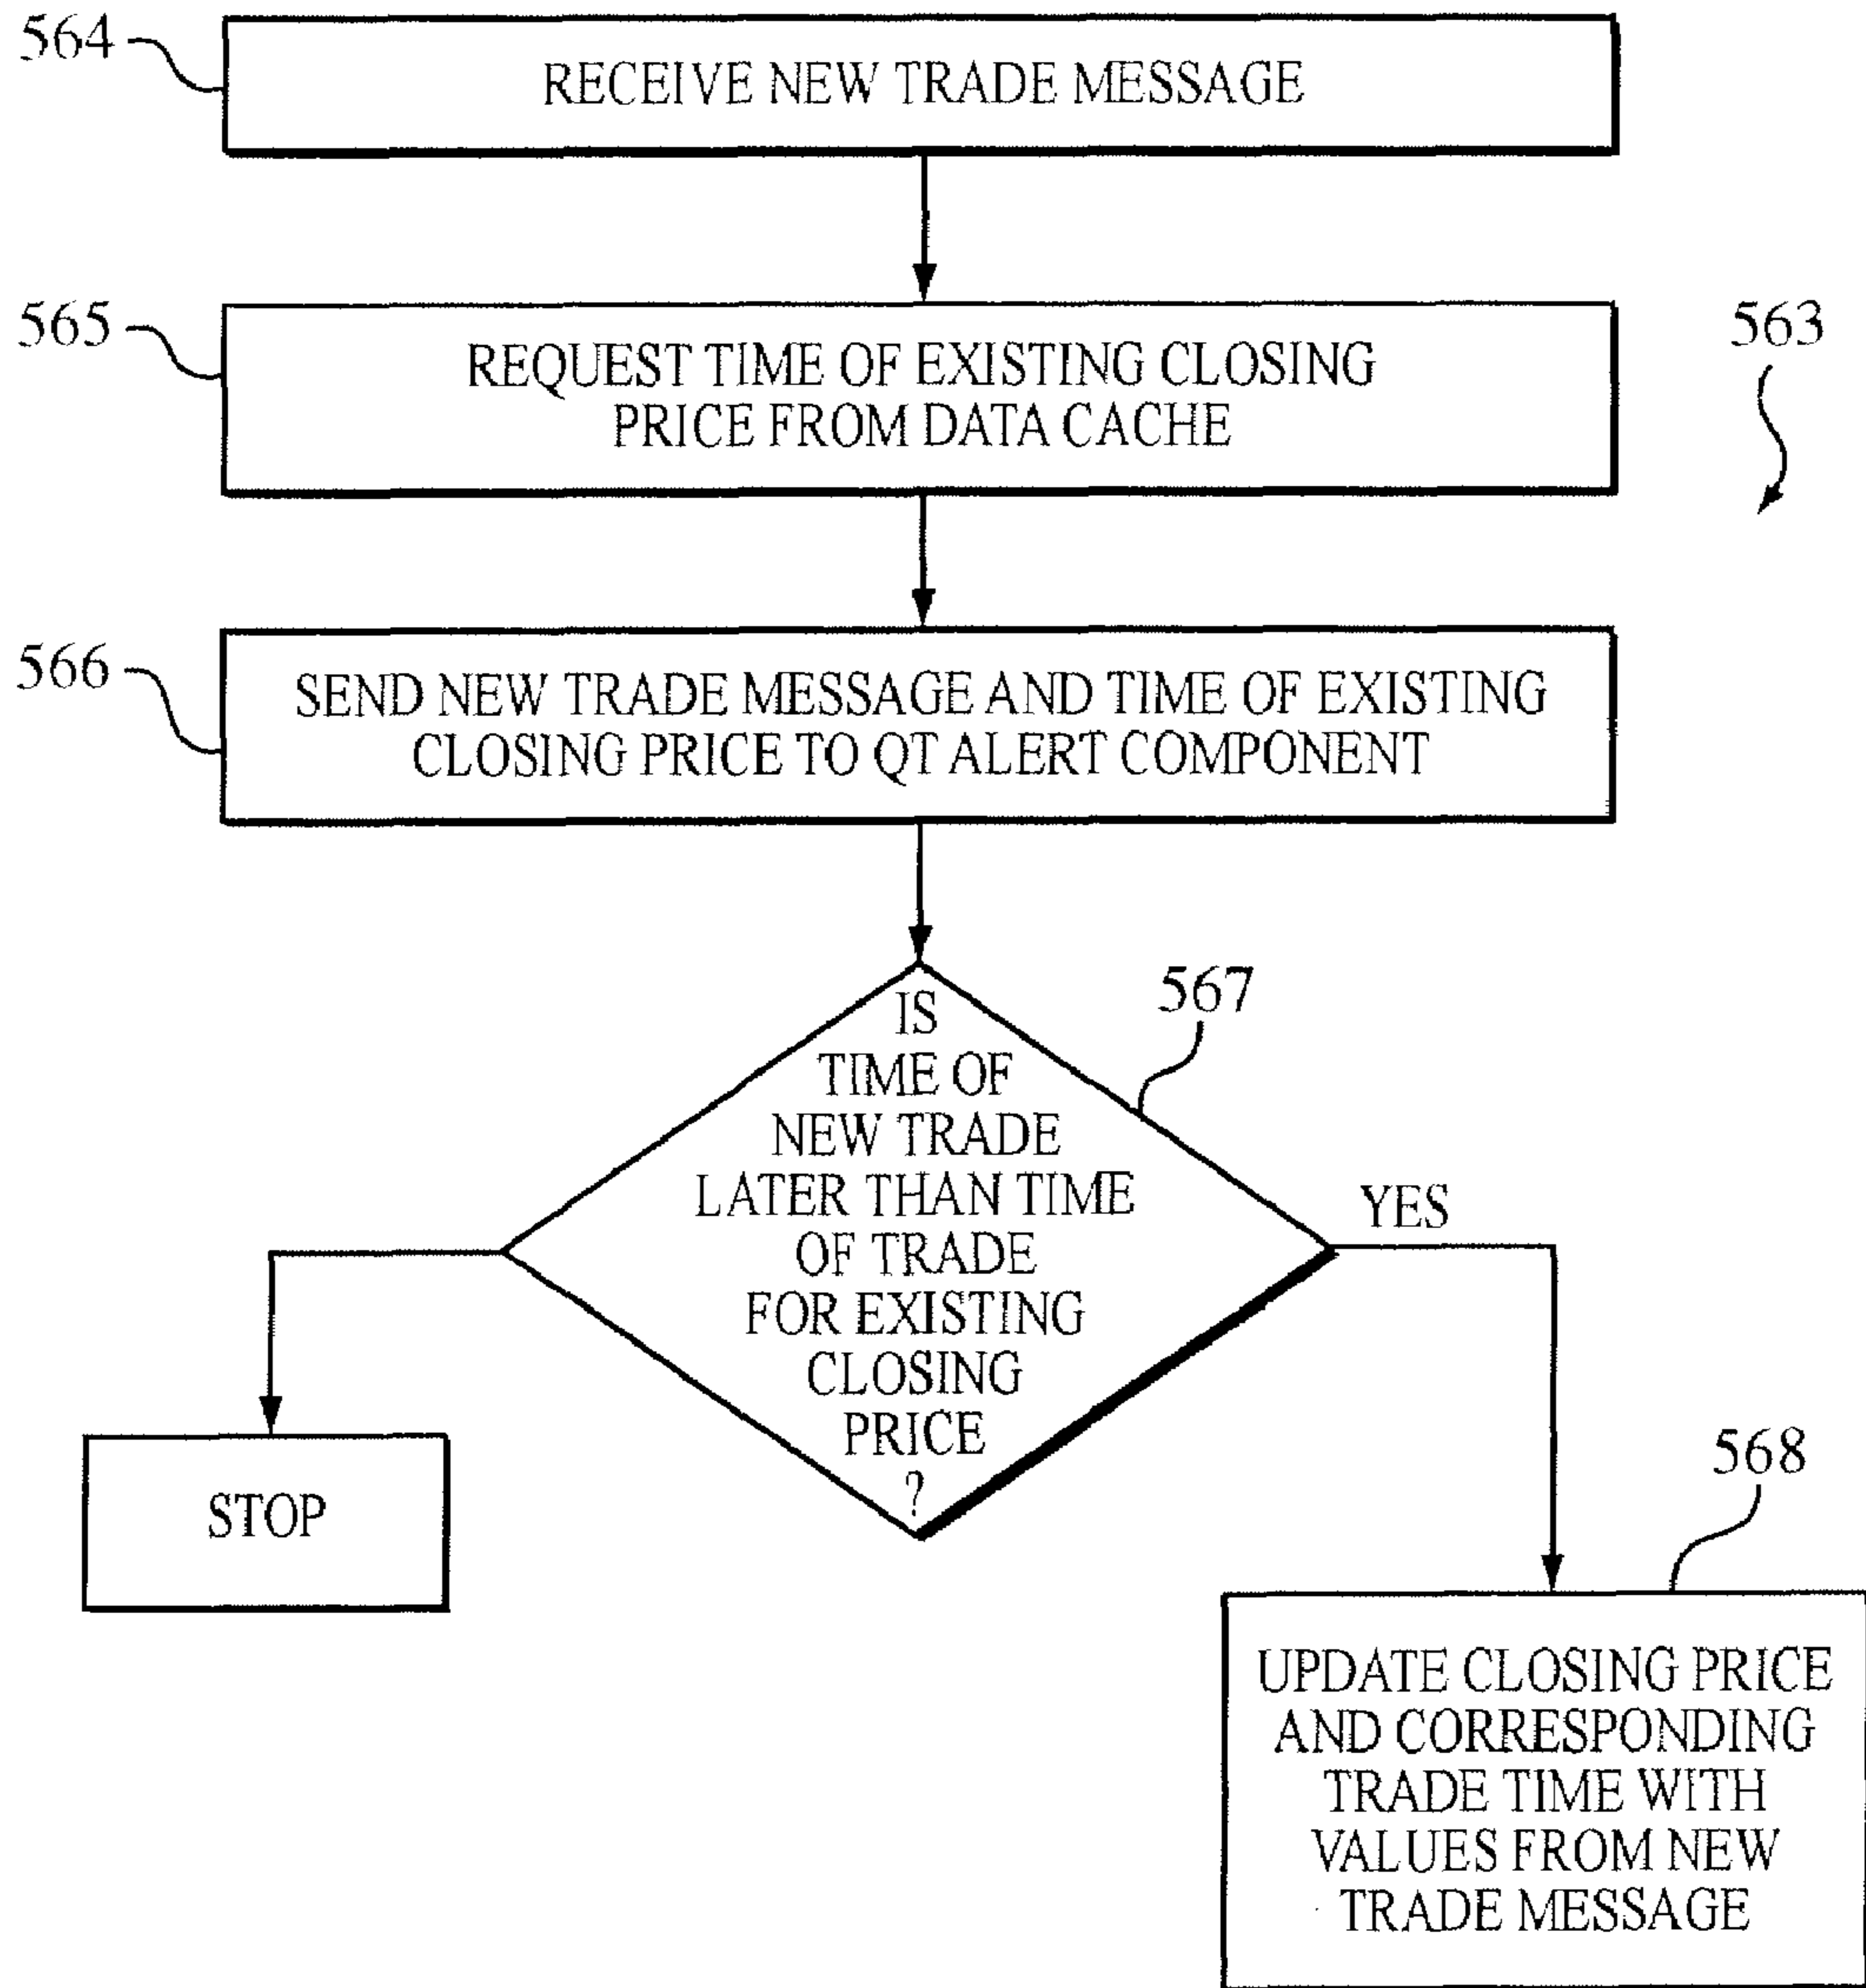 564
RECEIVE NEW TRADE MESSAGE
565
REQUEST TIME OF EXISTING CLOSING
PRICE FROM DATA CACHE
563
566
SEND NEW TRADE MESSAGE AND TIME OF EXISTING
CLOSING PRICE TO QT ALERT COMPONENT
567
IS
TIME OF
NEW TRADE
LATER THAN TIME
OF TRADE
FOR EXISTING
CLOSING
PRICE
?
YES
STOP
568
UPDATE CLOSING PRICE
AND CORRESPONDING
TRADE TIME WITH
VALUES FROM NEW
TRADE MESSAGE